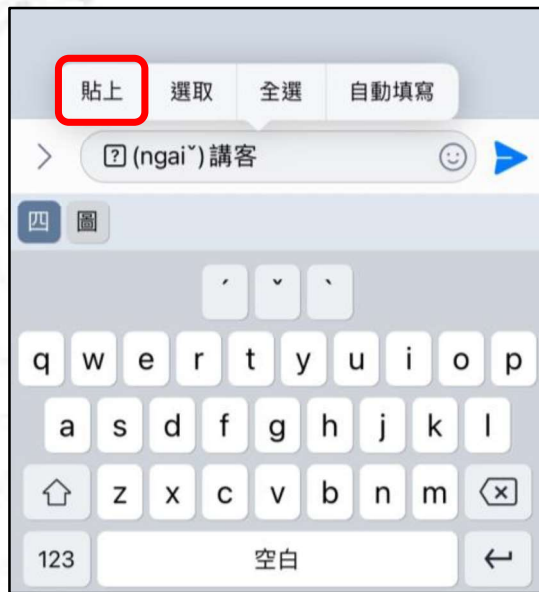 貼上 選取 全選 自動填寫
? (ngaiˇ)講客
四 圖
ˊ ˇ ˋ
q w e r t y u i o p
a s d f g h j k l
z x c v b n m
123 空白